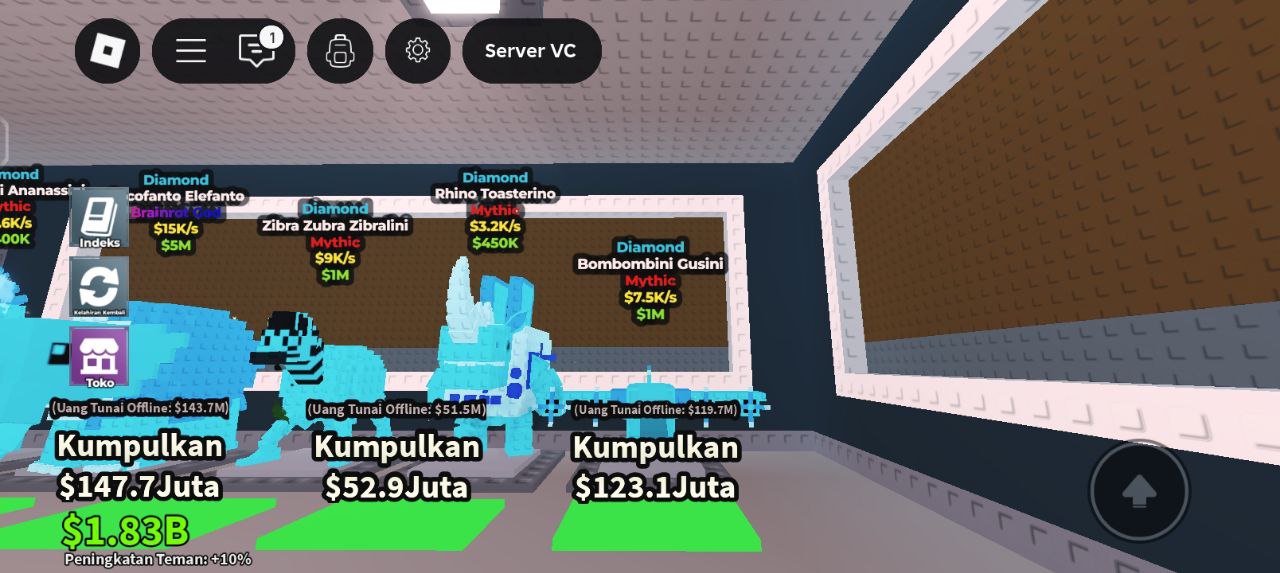 1
Server VC
mond
i Ananassi
ythic
.6K/s
00K
Diamond
cofanto Elefanto
Brainrot God
$15K/s
$5M
Diamond
Zibra Zubra Zibralini
Mythic
$9K/s
$1M
Diamond
Rhino Toasterino
Mythic
$3.2K/s
$450K
Diamond
Bombombini Gusini
Mythic
$7.5K/s
$1M
Indeks
Kelahiran Kembali
Toko
(Uang Tunai Offline: $143.7M)
Kumpulkan
$147.7Juta
(Uang Tunai Offline: $51.5M)
Kumpulkan
$52.9Juta
(Uang Tunai Offline: $119.7M)
Kumpulkan
$123.1Juta
$1.83B
Peningkatan Teman: +10%